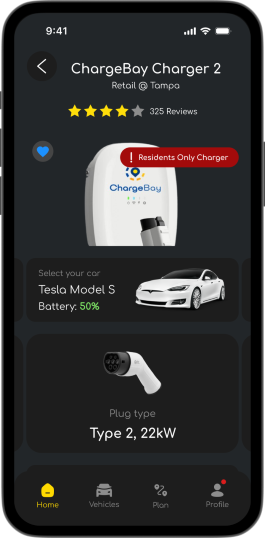 9:41
ChargeBay Charger 2
Retail @ Tampa
325 Reviews
! Residents Only Charger
ChargeBay
Select your car
Tesla Model S
Battery: 50%
Plug type
Type 2, 22kW
Home
Vehicles
Plan
Profile